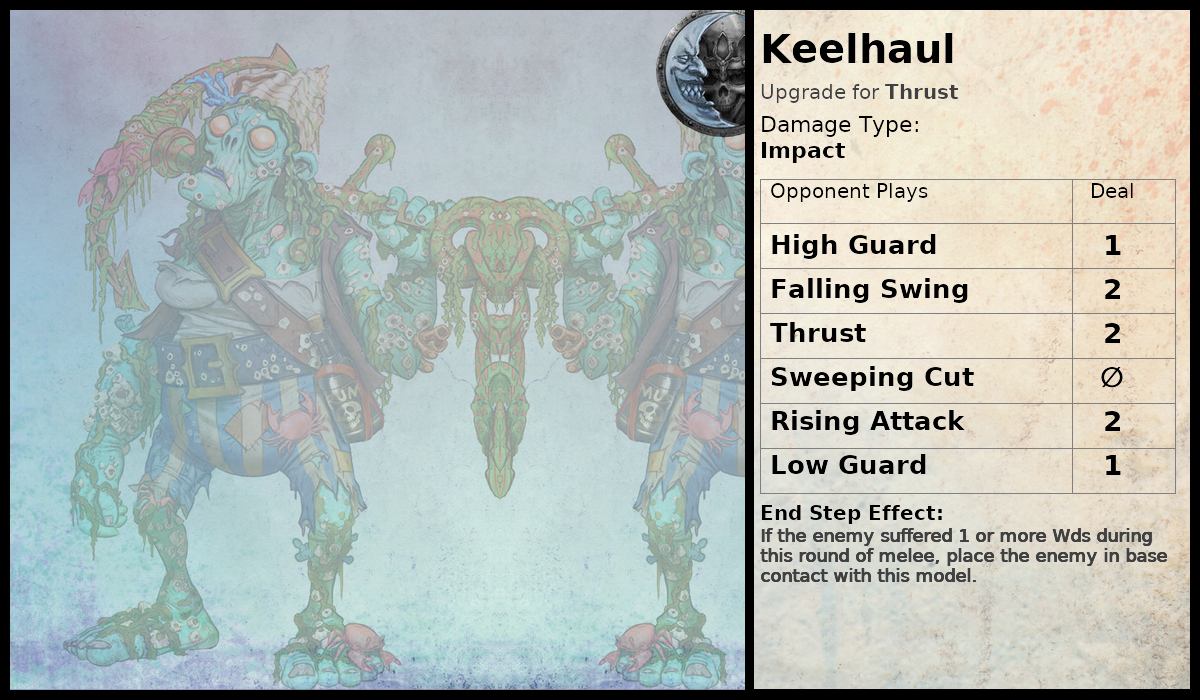 Keelhaul
Upgrade for Thrust
Damage Type:
Impact
Opponent Plays Deal
High Guard 1
Falling Swing 2
Thrust 2
Sweeping Cut ∅
Rising Attack 2
Low Guard 1
End Step Effect:
If the enemy suffered 1 or more Wds during
this round of melee, place the enemy in base
contact with this model.